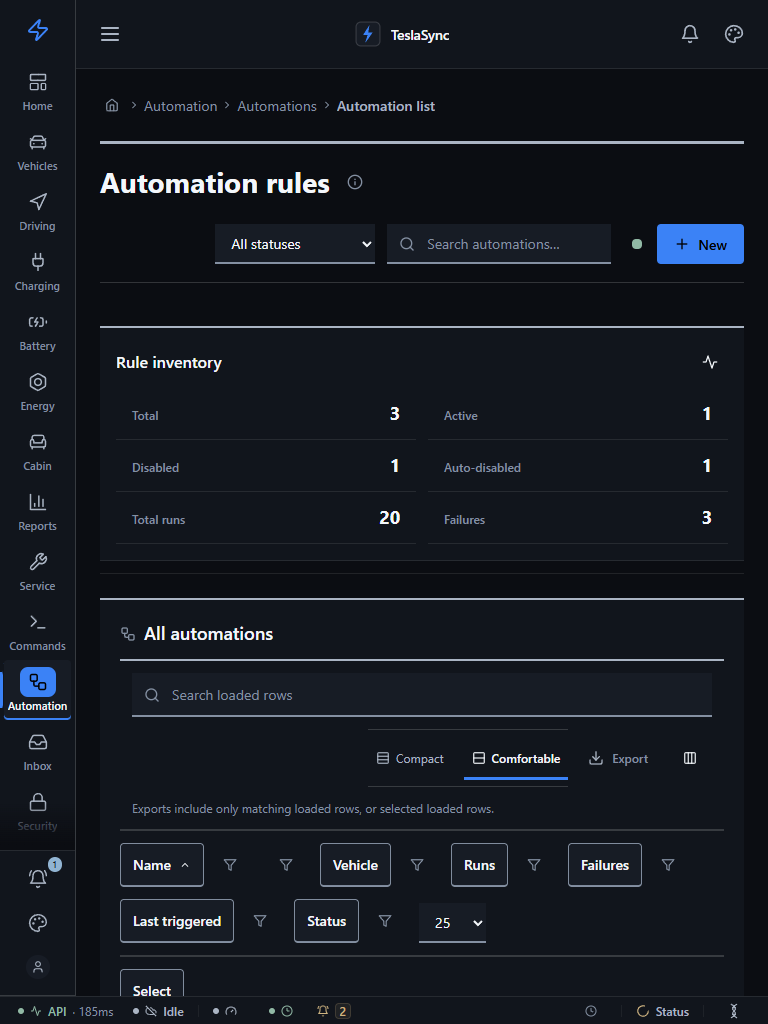 TeslaSync
Home
Vehicles
Driving
Charging
Battery
Energy
Cabin
Reports
Service
Commands
Automation
Inbox
Security
1
Automation Automations Automation list
Automation rules
All statuses Search automations... New
Rule inventory
Total 3 Active 1
Disabled 1 Auto-disabled 1
Total runs 20 Failures 3
All automations
Search loaded rows
Compact Comfortable Export
Exports include only matching loaded rows, or selected loaded rows.
Name Vehicle Runs Failures
Last triggered Status 25
Select
API · 185ms Idle 2 Status